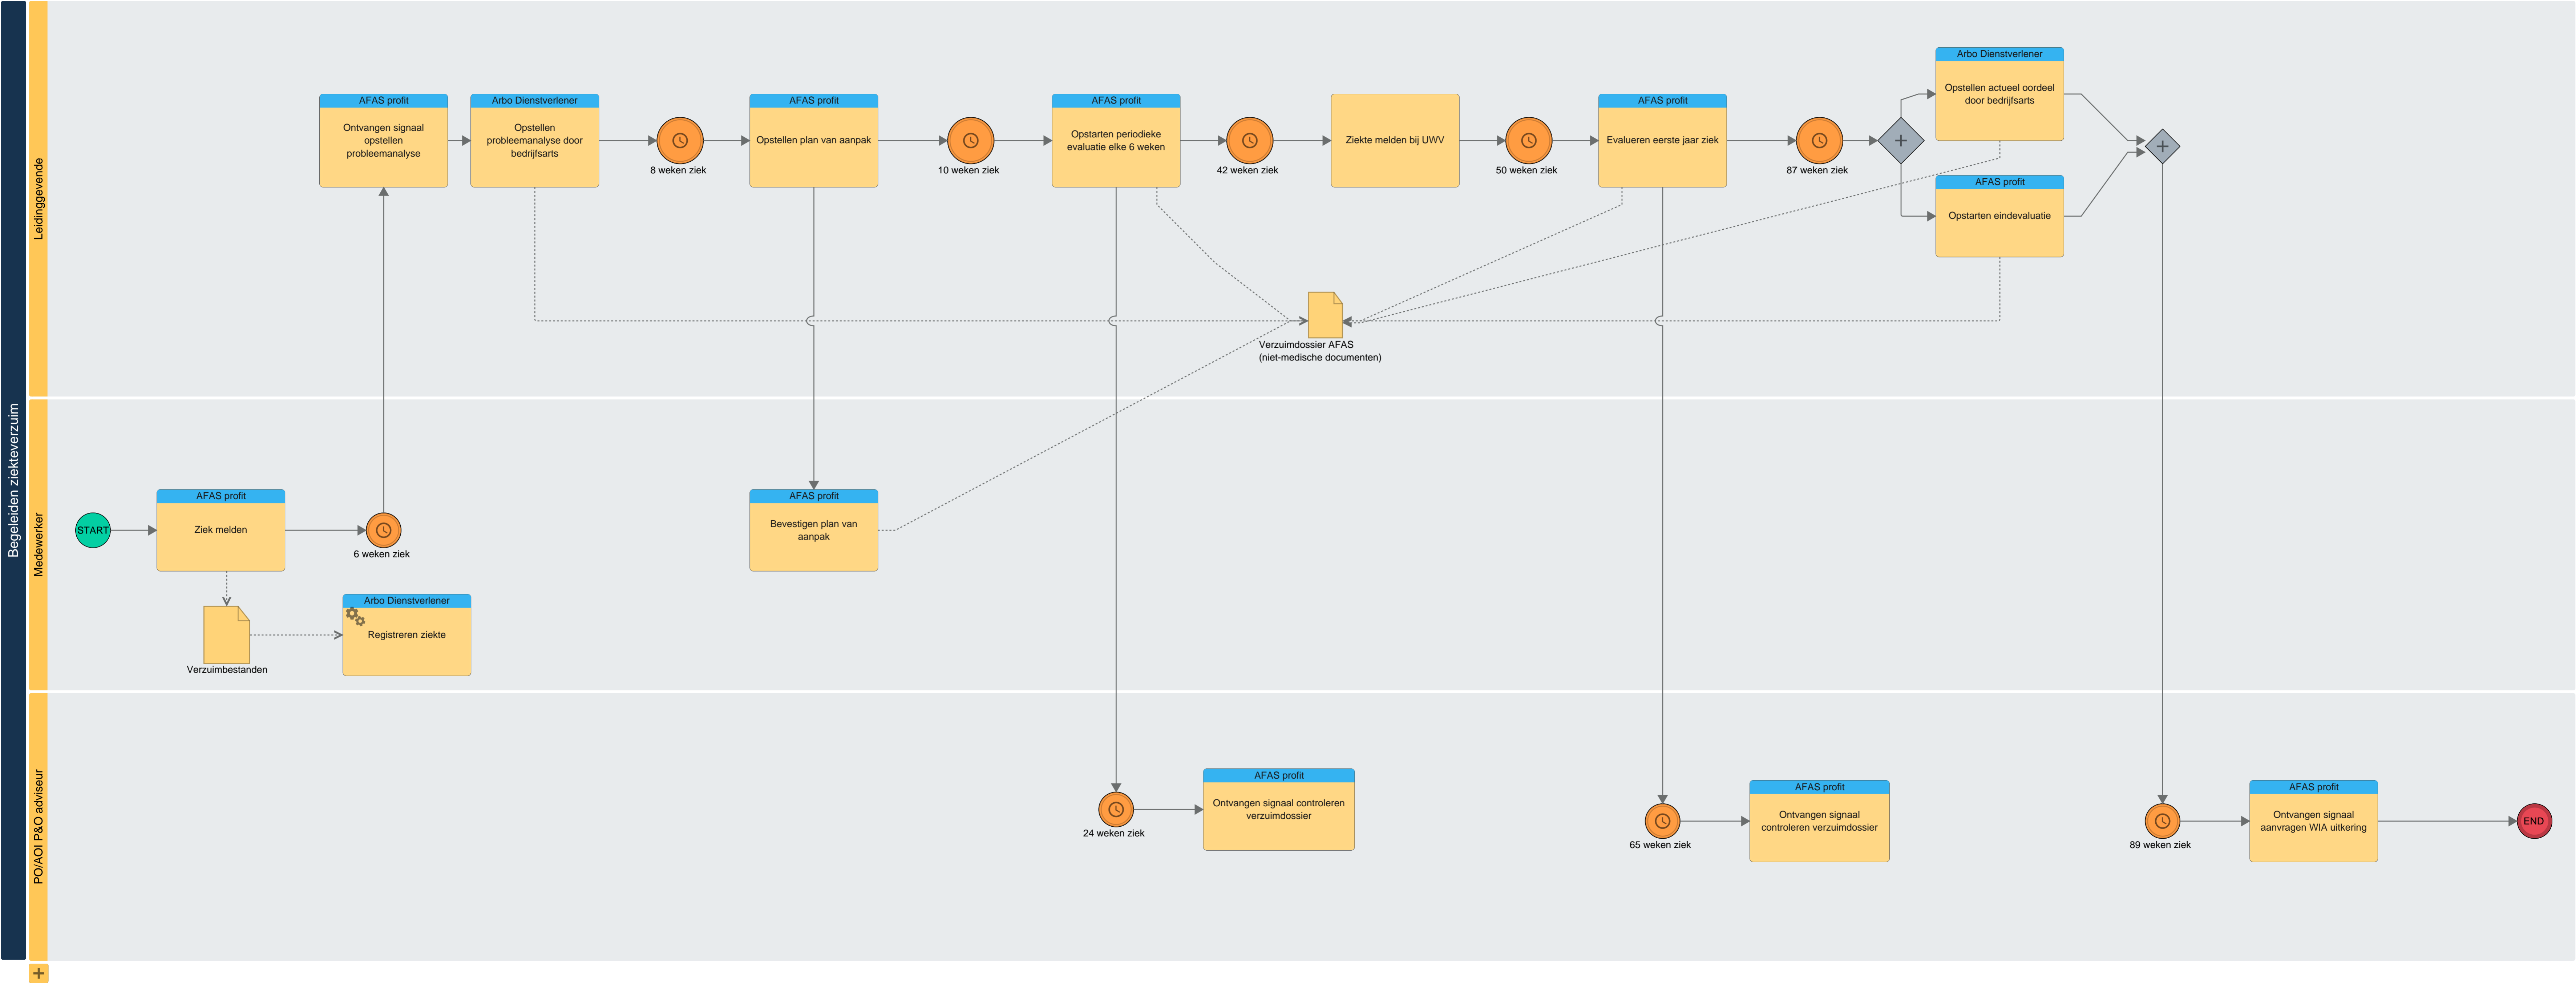 Begeleiden ziekteverzuim
Leidinggevende
AFAS profit
Ontvangen signaal
opstellen
probleemanalyse
Arbo Dienstverlener
Opstellen
probleemanalyse door
bedrijfsarts
8 weken ziek
AFAS profit
Opstellen plan van aanpak
10 weken ziek
AFAS profit
Opstarten periodieke
evaluatie elke 6 weken
42 weken ziek
Ziekte melden bij UWV
50 weken ziek
AFAS profit
Evalueren eerste jaar ziek
87 weken ziek
Arbo Dienstverlener
Opstellen actueel oordeel
door bedrijfsarts
AFAS profit
Opstarten eindevaluatie
Verzuimdossier AFAS
(niet-medische documenten)
Medewerker
START
AFAS profit
Ziek melden
6 weken ziek
AFAS profit
Bevestigen plan van
aanpak
Verzuimbestanden
Arbo Dienstverlener
Registreren ziekte
PO/AOI P&O adviseur
24 weken ziek
AFAS profit
Ontvangen signaal controleren
verzuimdossier
65 weken ziek
AFAS profit
Ontvangen signaal
controleren verzuimdossier
89 weken ziek
AFAS profit
Ontvangen signaal
aanvragen WIA uitkering
END